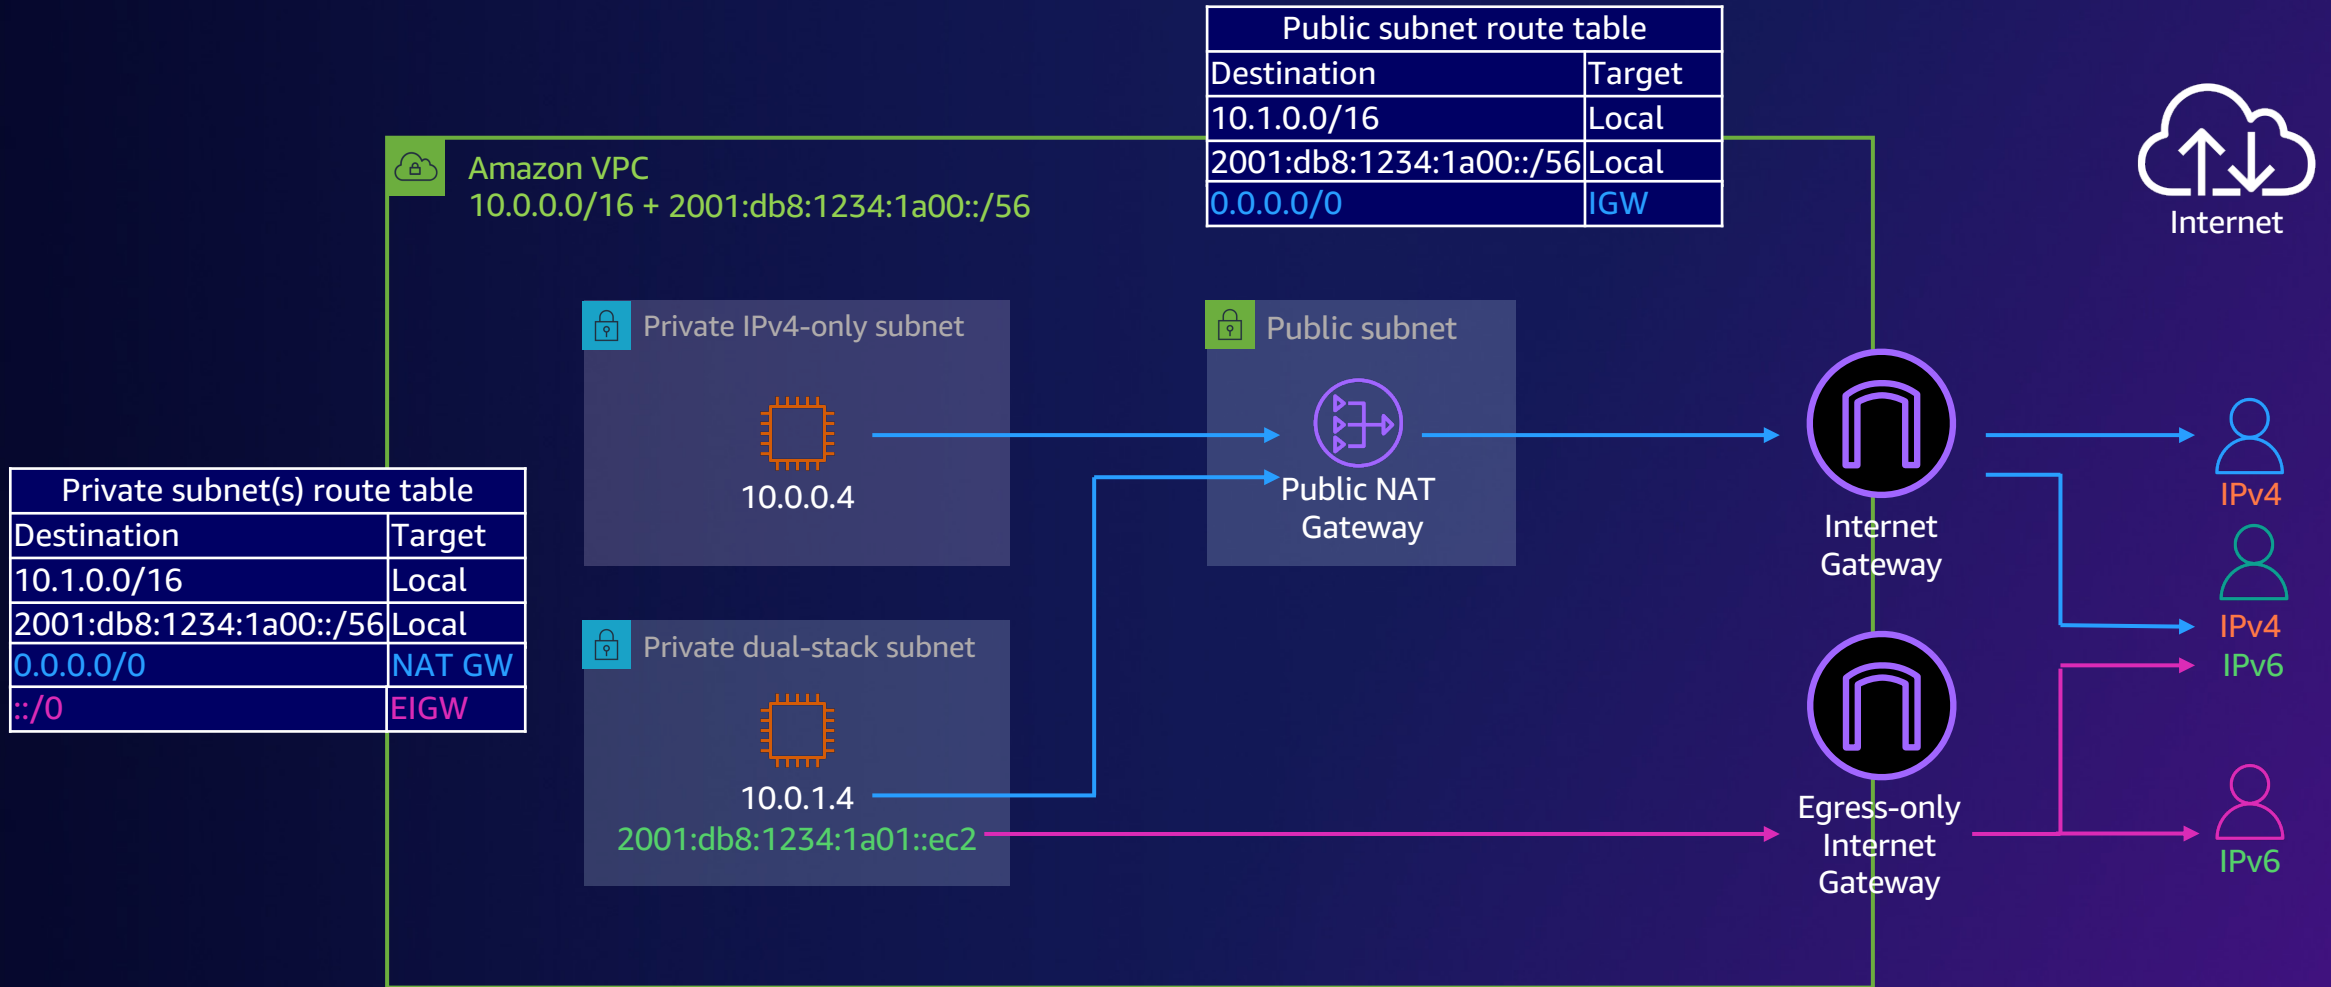 Public subnet route table
Destination Target
10.1.0.0/16 Local
2001:db8:1234:1a00::/56 Local
0.0.0.0/0 IGW
Internet
Amazon VPC
10.0.0.0/16 + 2001:db8:1234:1a00::/56
Private IPv4-only subnet
10.0.0.4
Public subnet
Public NAT
Gateway
Internet
Gateway
IPv4
IPv4
IPv6
Private subnet(s) route table
Destination Target
10.1.0.0/16 Local
2001:db8:1234:1a00::/56 Local
0.0.0.0/0 NAT GW
::/0 EIGW
Private dual-stack subnet
10.0.1.4
2001:db8:1234:1a01::ec2
Egress-only
Internet
Gateway
IPv6